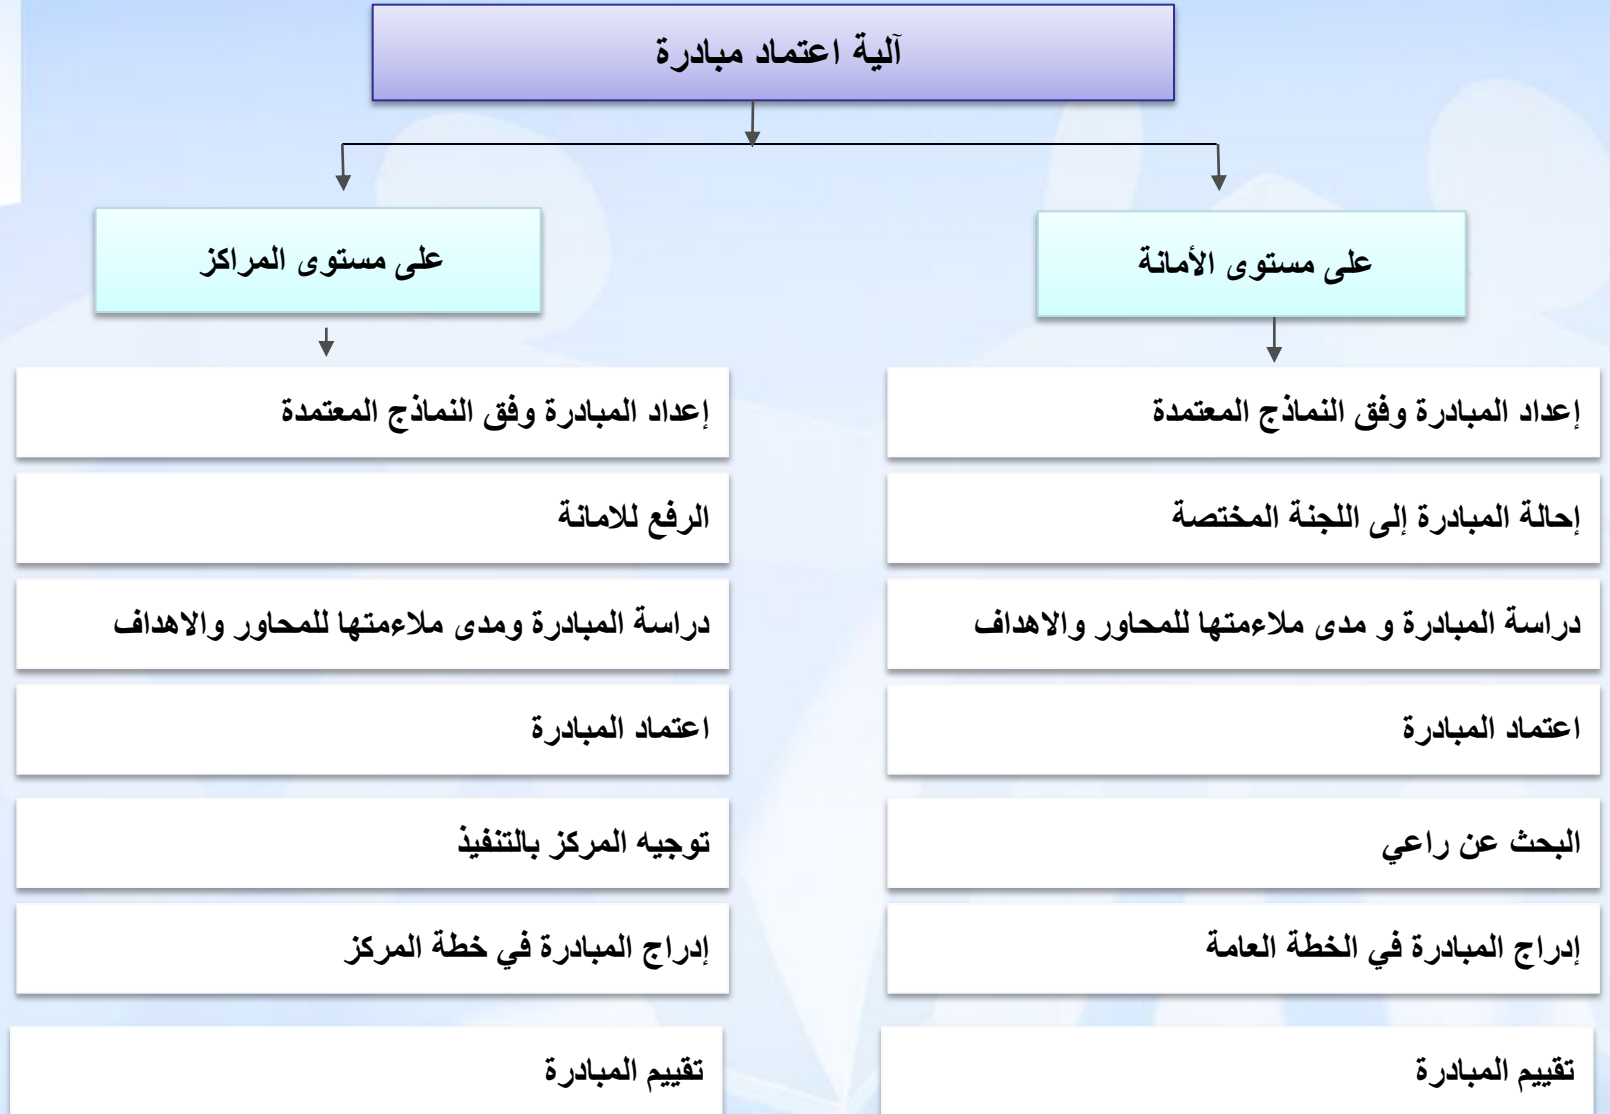 آلية اعتماد مبادرة
على مستوى الأمانة
إعداد المبادرة وفق النماذج المعتمدة
إحالة المبادرة إلى اللجنة المختصة
دراسة المبادرة و مدى ملاءمتها للمحاور والاهداف
اعتماد المبادرة
البحث عن راعي
إدراج المبادرة في الخطة العامة
تقييم المبادرة
على مستوى المراكز
إعداد المبادرة وفق النماذج المعتمدة
الرفع للامانة
دراسة المبادرة ومدى ملاءمتها للمحاور والاهداف
اعتماد المبادرة
توجيه المركز بالتنفيذ
إدراج المبادرة في خطة المركز
تقييم المبادرة